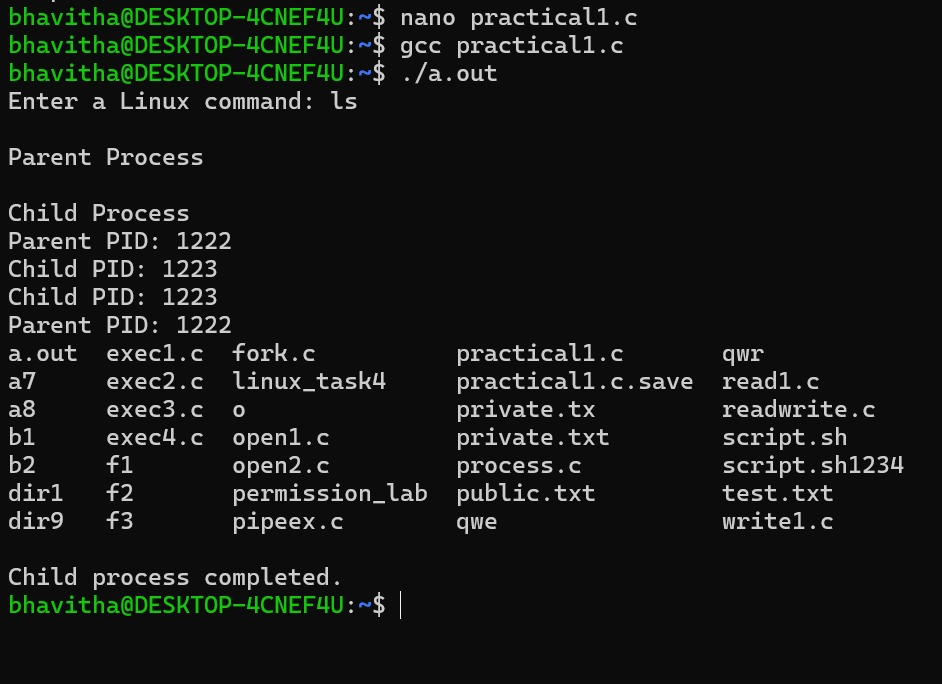 bhavitha@DESKTOP-4CNEF4U:~$ nano practical1.c
bhavitha@DESKTOP-4CNEF4U:~$ gcc practical1.c
bhavitha@DESKTOP-4CNEF4U:~$ ./a.out
Enter a Linux command: ls
Parent Process
Child Process
Parent PID: 1222
Child PID: 1223
Child PID: 1223
Parent PID: 1222
a.out  exec1.c  fork.c          practical1.c       qwr
a7     exec2.c  linux_task4     practical1.c.save  read1.c
a8     exec3.c  o               private.tx         readwrite.c
b1     exec4.c  open1.c         private.txt        script.sh
b2     f1       open2.c         process.c          script.sh1234
dir1   f2       permission_lab  public.txt         test.txt
dir9   f3       pipeex.c        qwe                write1.c
Child process completed.
bhavitha@DESKTOP-4CNEF4U:~$